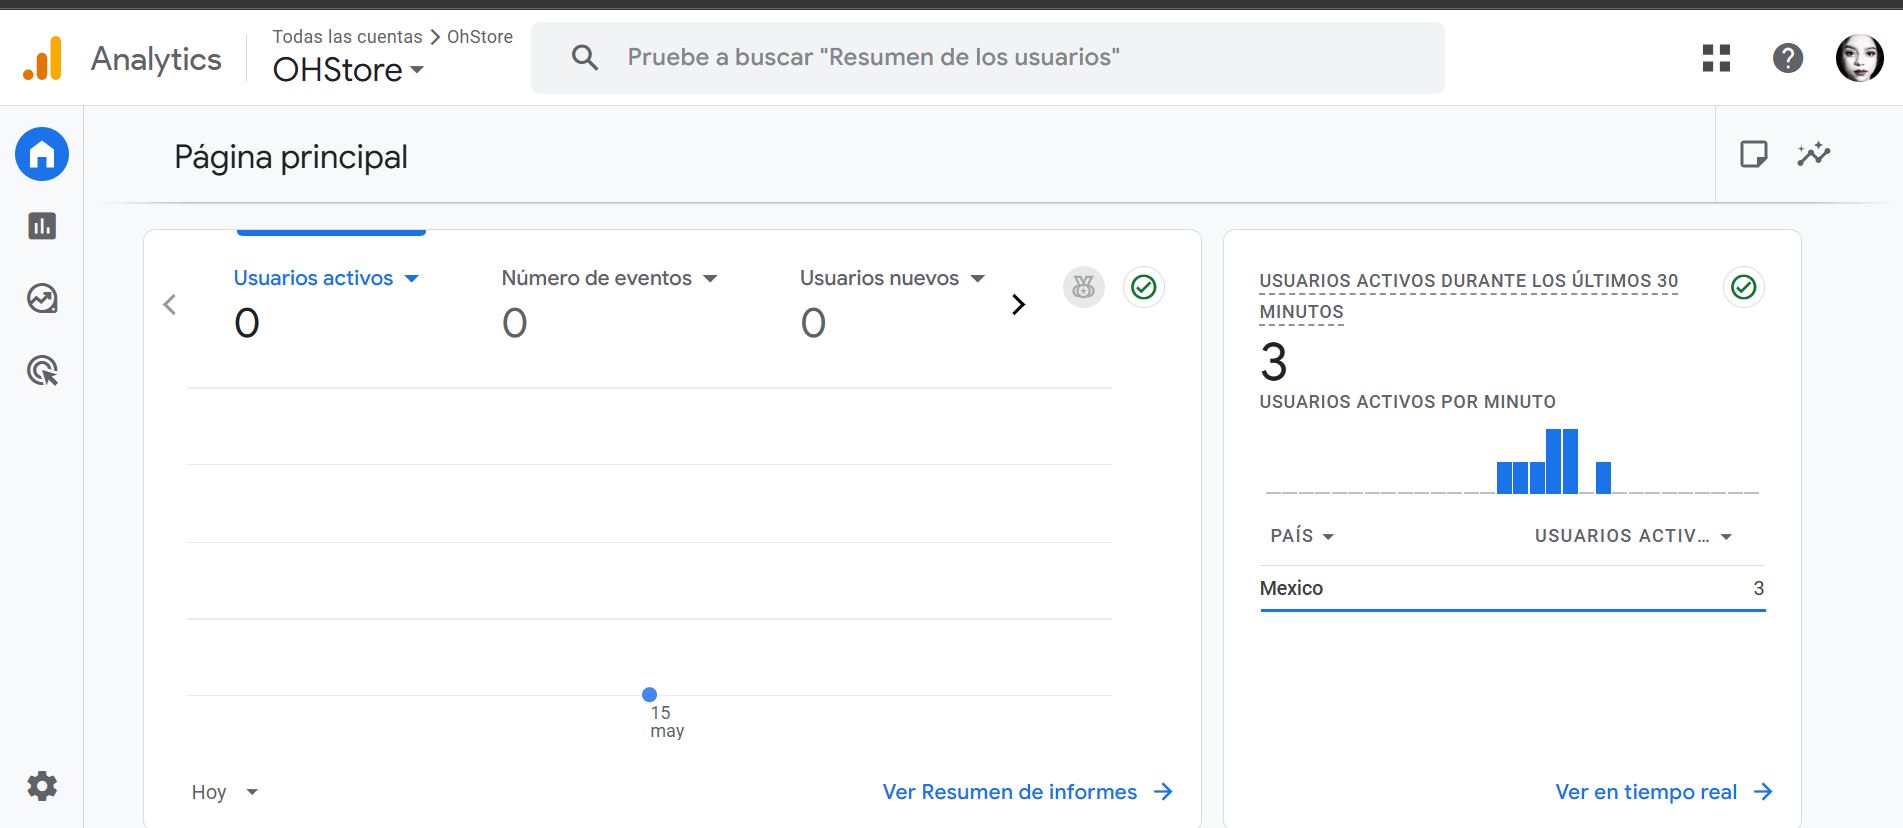 Analytics
Todas las cuentas > OhStore
OHStore
Pruebe a buscar "Resumen de los usuarios"
Página principal
Usuarios activos
0
Número de eventos
0
Usuarios nuevos
0
15
may
Hoy
Ver Resumen de informes
USUARIOS ACTIVOS DURANTE LOS ÚLTIMOS 30
MINUTOS
3
USUARIOS ACTIVOS POR MINUTO
PAÍS
USUARIOS ACTIV…
Mexico 3
Ver en tiempo real